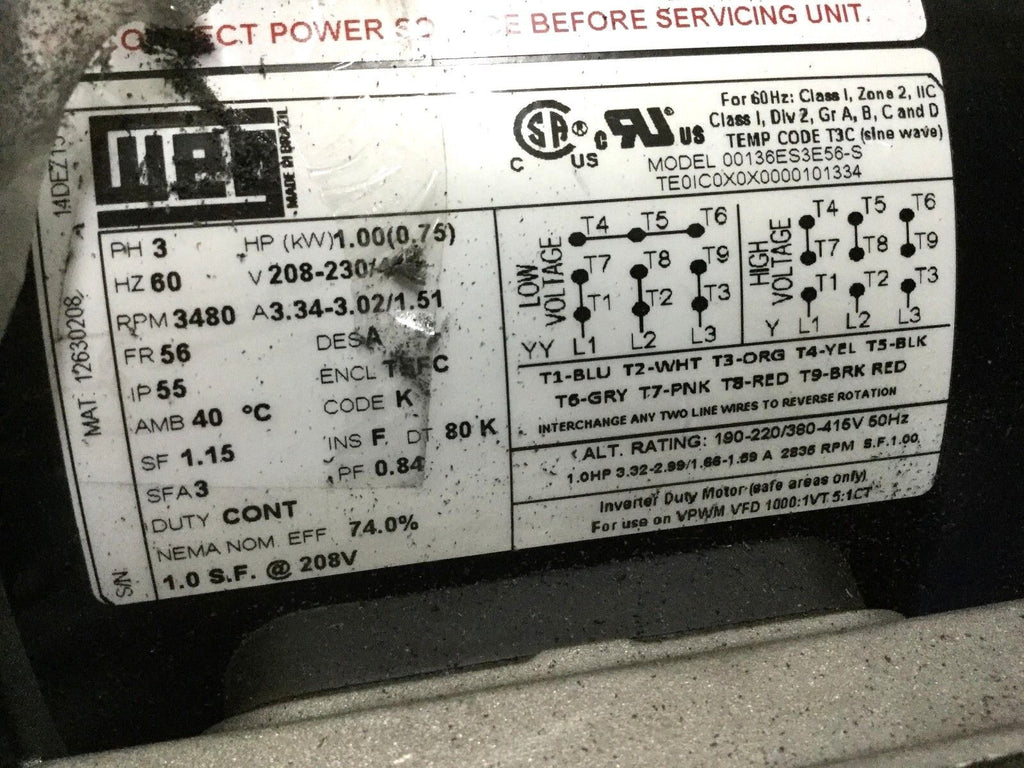 POWER BEFORE SERVICING UNIT.
WEG
MADE IN BRAZIL
MAT. 12630208
S/N
CSA ® C US
C UR US
For 60Hz: Class I, Zone 2, IIC
Class I, Div 2, Gr A, B, C and D
TEMP CODE T3C (sine wave)
MODEL 00136ES3E56-S
TE0IC0X0X0000101334
PH 3 HP (KW) 1.00(0.75)
HZ 60 V 208-230/
RPM 3480 A 3.34-3.02/1.51
FR 56 DES A
IP 55 ENCL TEFC
AMB 40 °C CODE K
SF 1.15 INS F DT 80 K
SFA 3 PF 0.84
DUTY CONT
NEMA NOM EFF 74.0%
1.0 S.F. @ 208V
LOW VOLTAGE
T4 T5 T6
T7 T8 T9
T1 T2 T3
YY L1 L2 L3
HIGH VOLTAGE
T4 T5 T6
T7 T8 T9
T1 T2 T3
Y L1 L2 L3
T1-BLU T2-WHT T3-ORG T4-YEL T5-BLK
T6-GRY T7-PNK T8-RED T9-BRK RED
INTERCHANGE ANY TWO LINE WIRES TO REVERSE ROTATION
ALT. RATING: 190-220/380-415V 50Hz
1.0HP 3.32-2.99/1.66-1.59 A 2835 RPM S.F.1.00
Inverter Duty Motor (safe areas only)
For use on VPWM VFD 1000:1VT 5:1CT